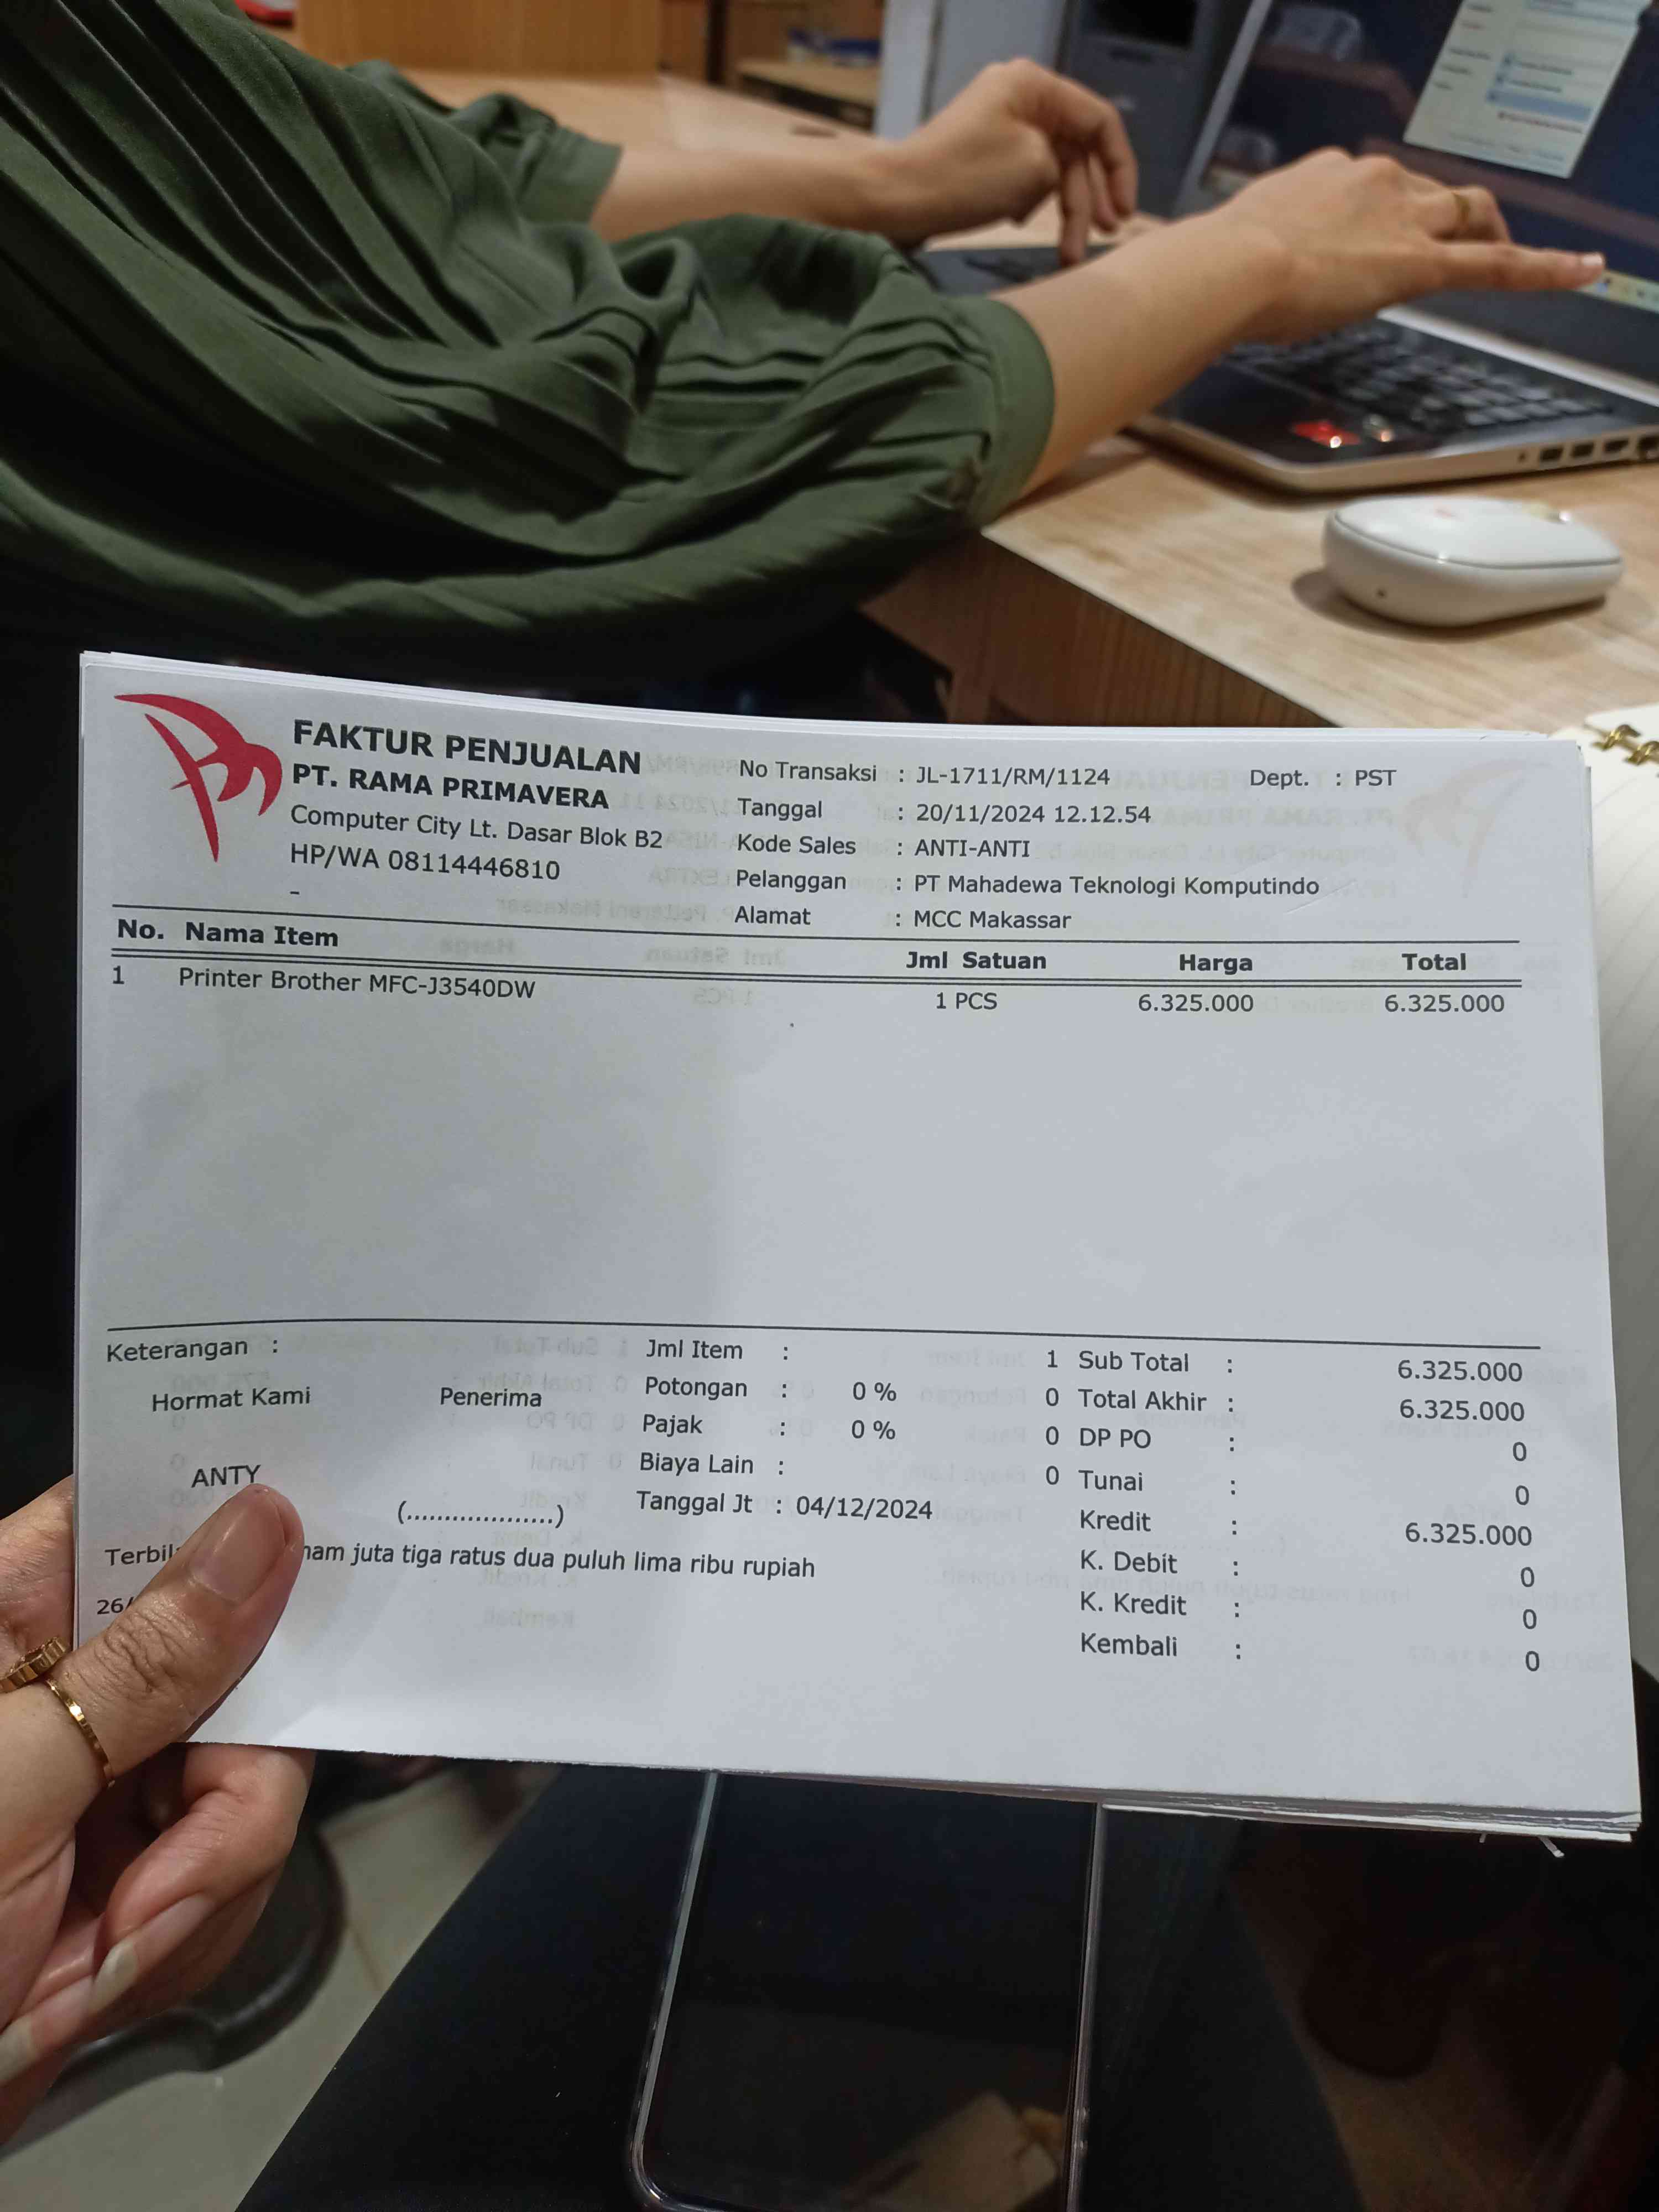 FAKTUR PENJUALAN
PT. RAMA PRIMAVERA
Computer City Lt. Dasar Blok B2
HP/WA 08114446810
-
No Transaksi : JL-1711/RM/1124 Dept. : PST
Tanggal : 20/11/2024 12.12.54
Kode Sales : ANTI-ANTI
Pelanggan : PT Mahadewa Teknologi Komputindo
Alamat : MCC Makassar
No. Nama Item Jml Satuan Harga Total
1 Printer Brother MFC-J3540DW 1 PCS 6.325.000 6.325.000
Keterangan :
Hormat Kami Penerima
ANTY
(...................)
Jml Item : 1
Potongan : 0 % 0
Pajak : 0 % 0
Biaya Lain : 0
Tanggal Jt : 04/12/2024
Sub Total : 6.325.000
Total Akhir : 6.325.000
DP PO : 0
Tunai : 0
Kredit : 6.325.000
K. Debit : 0
K. Kredit : 0
Kembali : 0
juta tiga ratus dua puluh lima ribu rupiah
26/